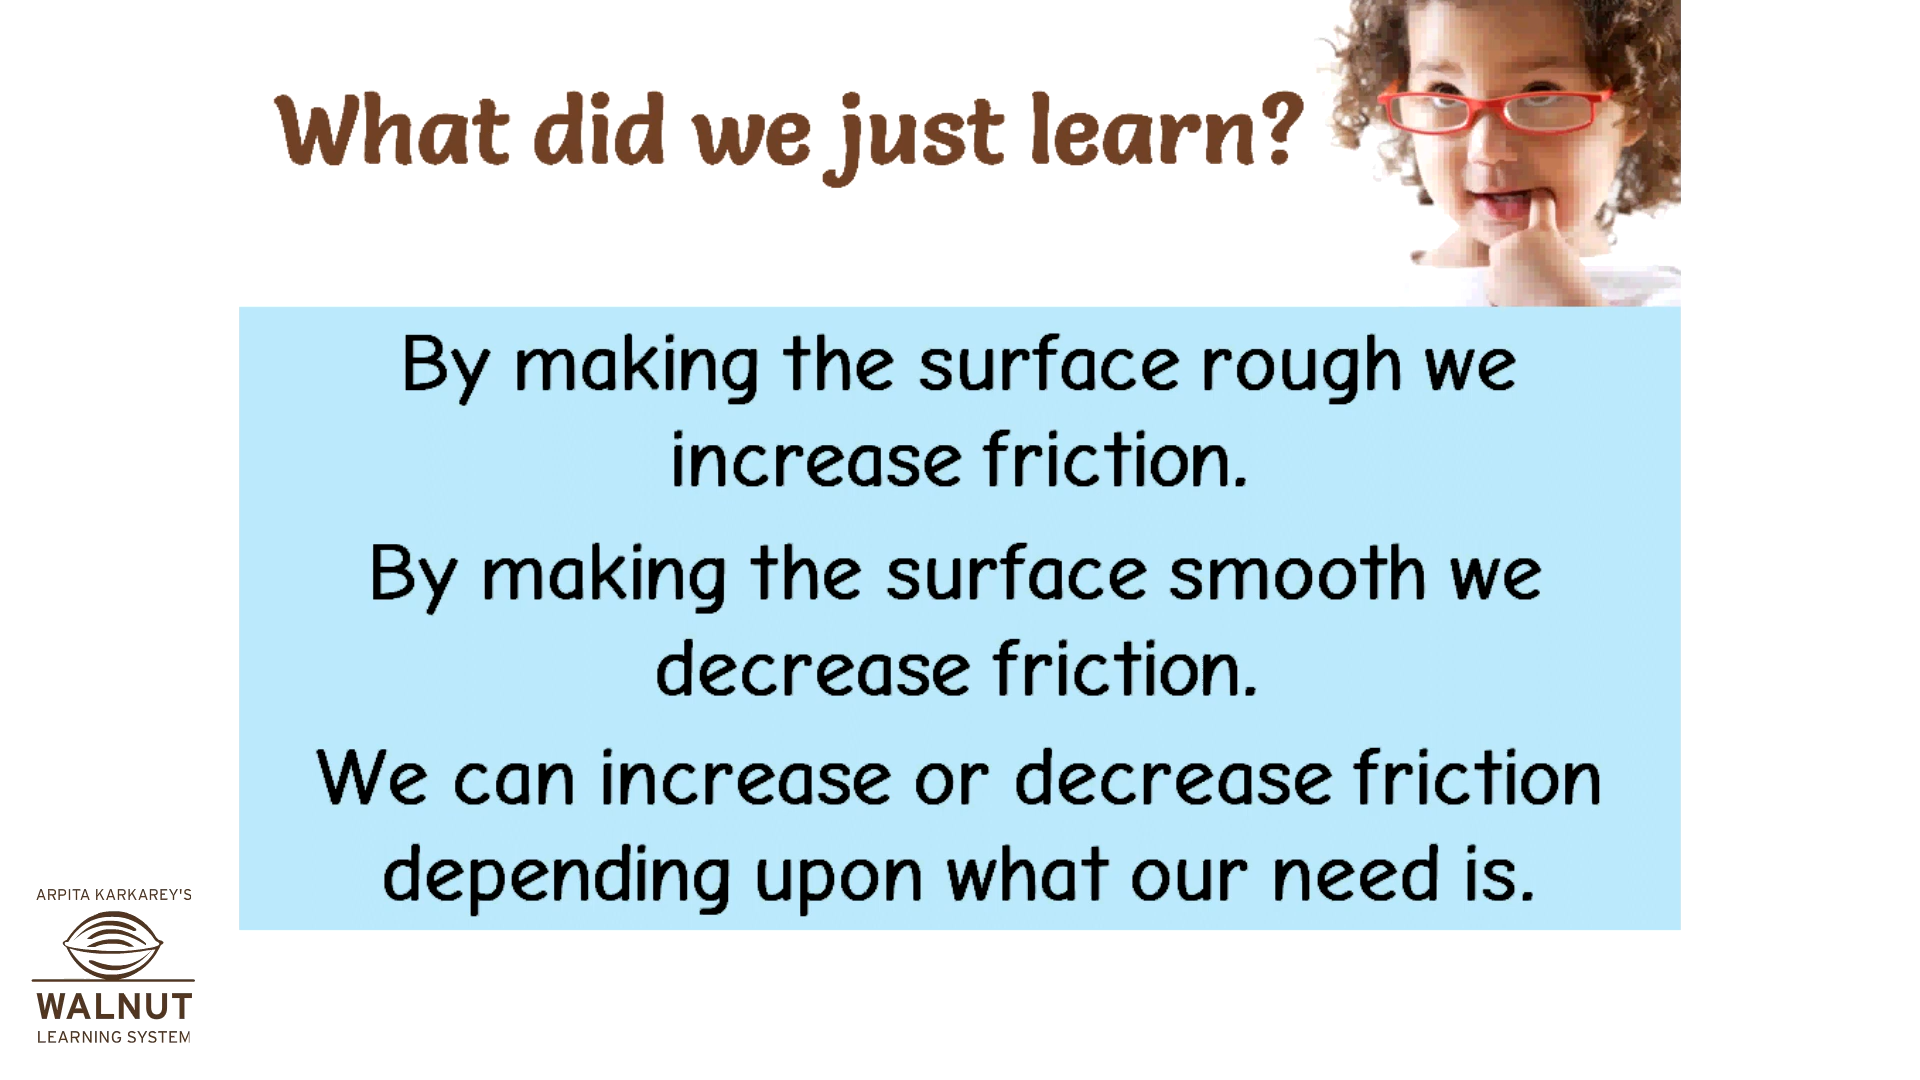 What did we just learn?
By making the surface rough we
increase friction.
By making the surface smooth we
decrease friction.
We can increase or decrease friction
depending upon what our need is.
ARPITA KARKAREY'S
WALNUT
LEARNING SYSTEM